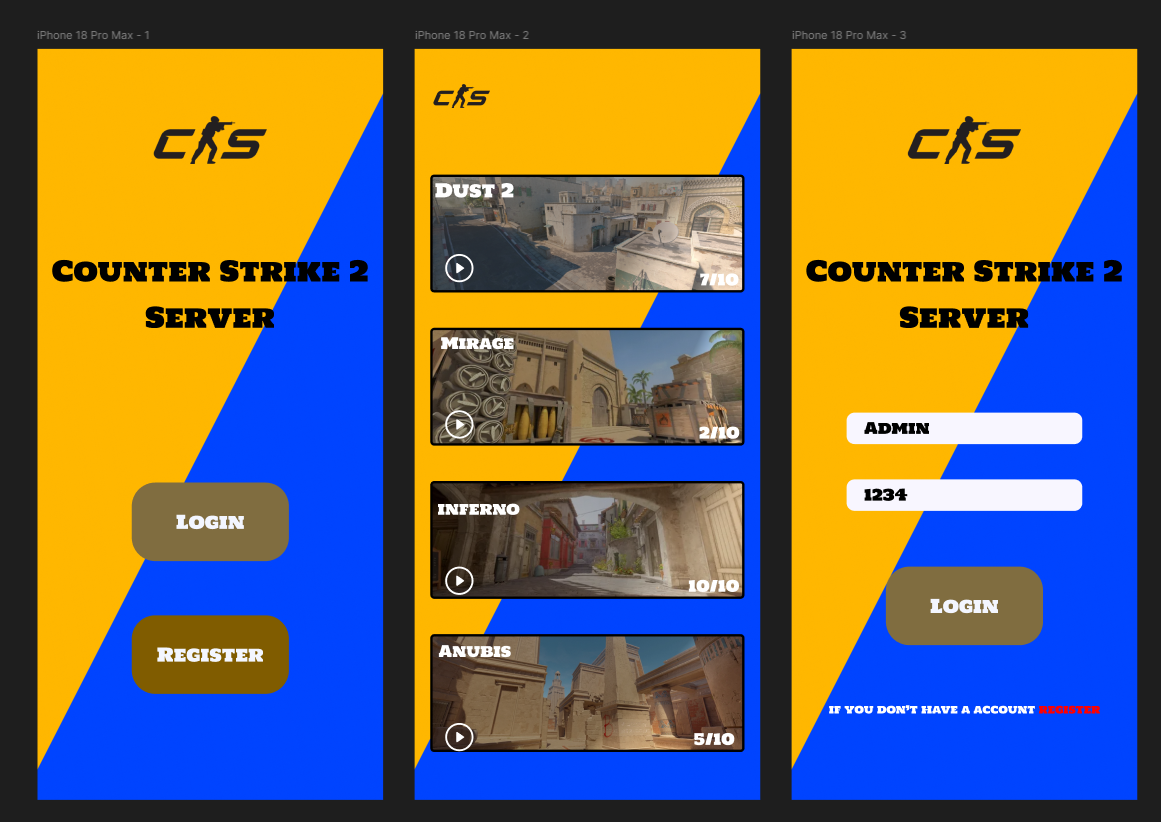 iPhone 18 Pro Max - 1
CS
Counter Strike 2
Server
Login
Register
iPhone 18 Pro Max - 2
CS
Dust 2
7/10
Mirage
2/10
inferno
10/10
Anubis
5/10
iPhone 18 Pro Max - 3
CS
Counter Strike 2
Server
Admin
1234
Login
if you don't have a account register